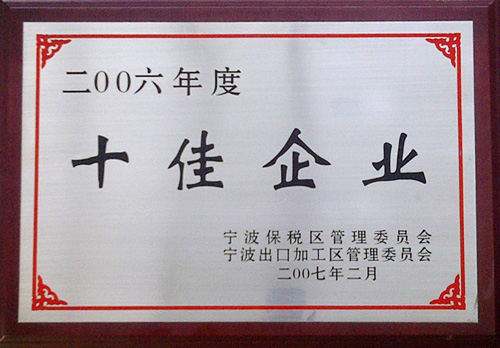 二00六年度
十佳企业
宁波保税区管理委员会
宁波出口加工区管理委员会
二00七年二月